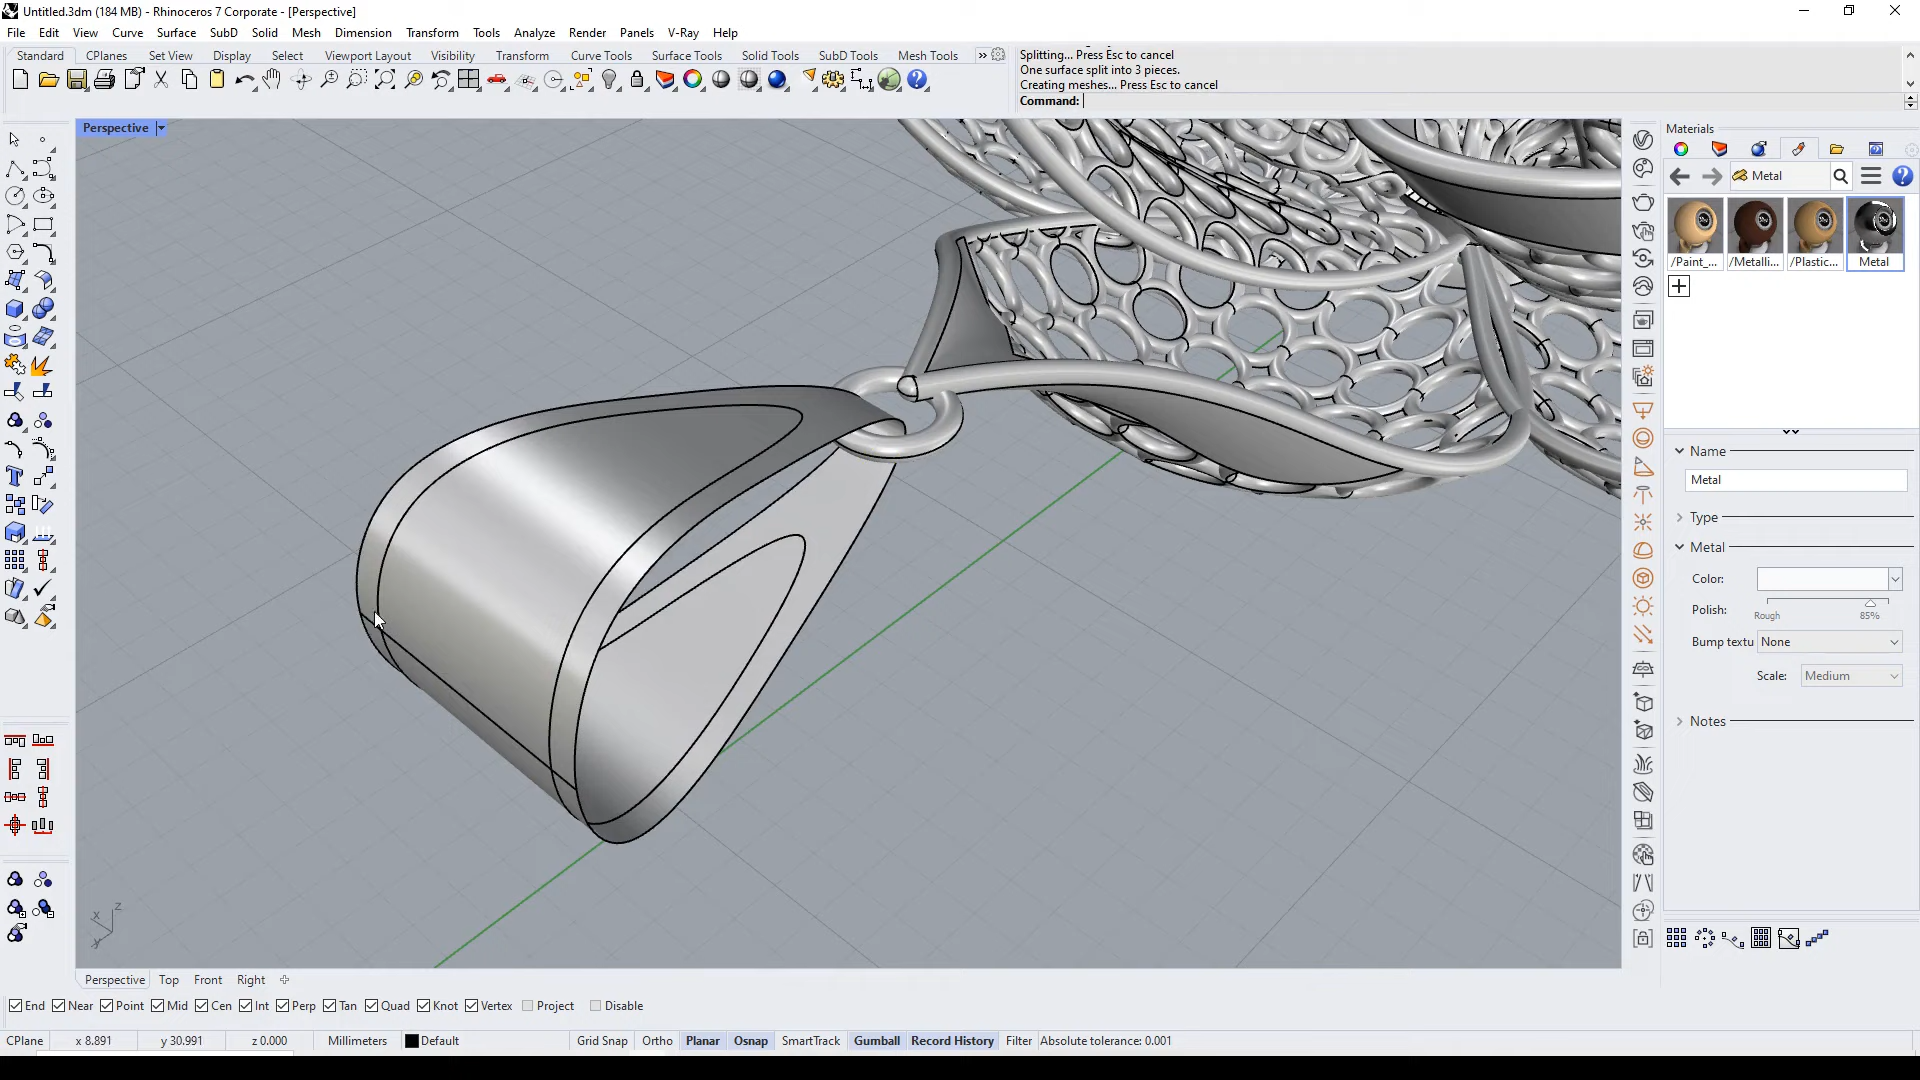 Untitled.3dm (184 MB) - Rhinoceros 7 Corporate - [Perspective]
File Edit View Curve Surface SubD Solid Mesh Dimension Transform Tools Analyze Render Panels V-Ray Help
Standard CPlanes Set View Display Select Viewport Layout Visibility Transform Curve Tools Surface Tools Solid Tools SubD Tools Mesh Tools »
Splitting... Press Esc to cancel
One surface split into 3 pieces.
Creating meshes... Press Esc to cancel
Command:
Perspective
Materials
Metal
/Paint_... /Metalli... /Plastic... Metal
Name
Metal
Type
Metal
Color:
Polish:
Rough 85%
Bump textu None
Scale: Medium
Notes
z
x
y
Perspective Top Front Right
End Near Point Mid Cen Int Perp Tan Quad Knot Vertex Project Disable
CPlane x 8.891 y 30.991 z 0.000 Millimeters Default Grid Snap Ortho Planar Osnap SmartTrack Gumball Record History Filter Absolute tolerance: 0.001